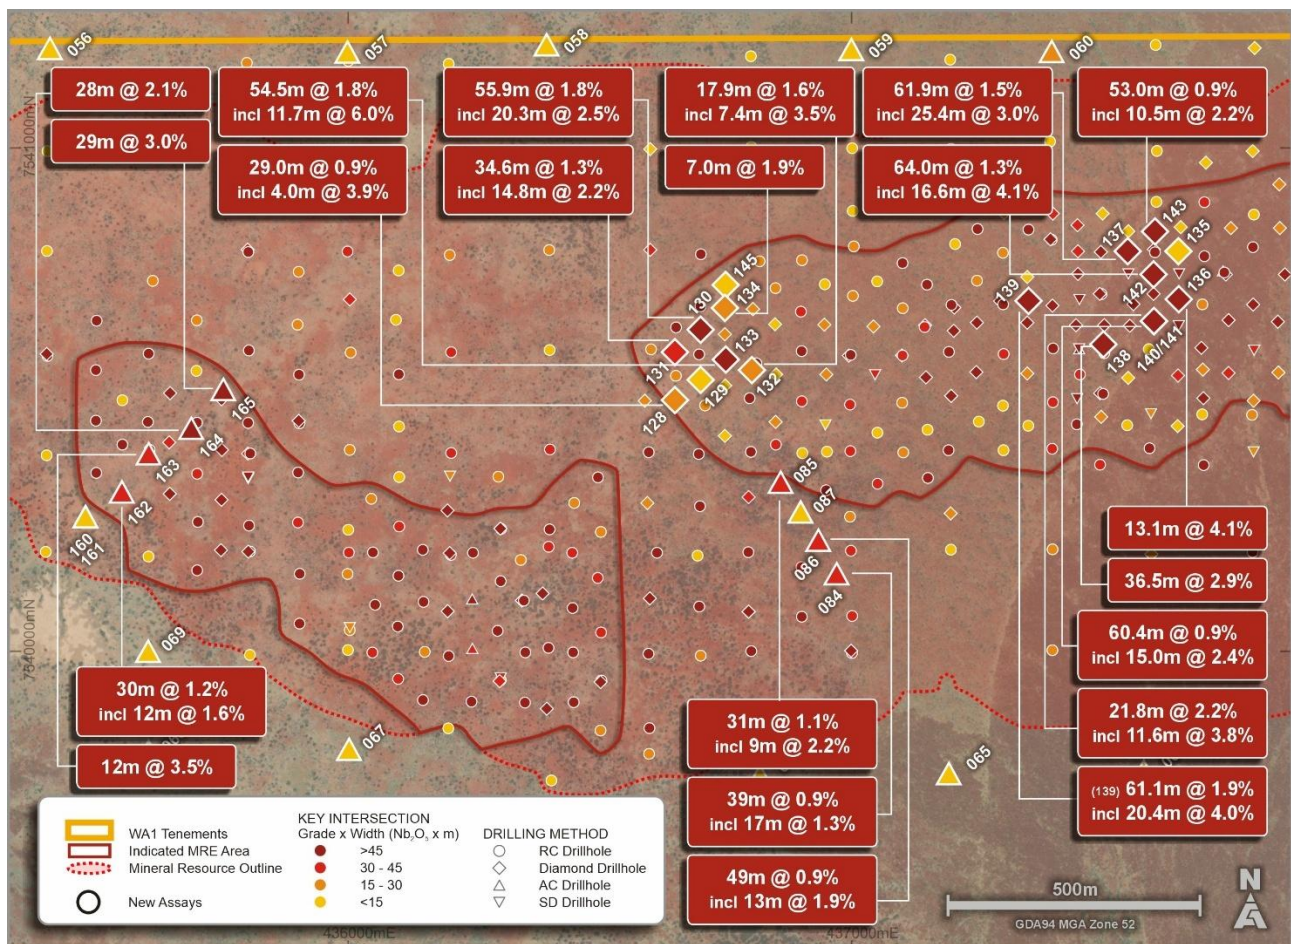 056
057
058
059
060
28m @ 2.1%
29m @ 3.0%
54.5m @ 1.8%
incl 11.7m @ 6.0%
29.0m @ 0.9%
incl 4.0m @ 3.9%
55.9m @ 1.8%
incl 20.3m @ 2.5%
34.6m @ 1.3%
incl 14.8m @ 2.2%
17.9m @ 1.6%
incl 7.4m @ 3.5%
7.0m @ 1.9%
61.9m @ 1.5%
incl 25.4m @ 3.0%
64.0m @ 1.3%
incl 16.6m @ 4.1%
53.0m @ 0.9%
incl 10.5m @ 2.2%
7541000mN
143
137
135
145
130
134
139
142
136
133
131
138
140/141
129
132
128
165
164
163
162
160
161
085
087
086
084
7540000mN
069
067
065
13.1m @ 4.1%
36.5m @ 2.9%
60.4m @ 0.9%
incl 15.0m @ 2.4%
21.8m @ 2.2%
incl 11.6m @ 3.8%
(139) 61.1m @ 1.9%
incl 20.4m @ 4.0%
30m @ 1.2%
incl 12m @ 1.6%
12m @ 3.5%
31m @ 1.1%
incl 9m @ 2.2%
39m @ 0.9%
incl 17m @ 1.3%
49m @ 0.9%
incl 13m @ 1.9%
WA1 Tenements
Indicated MRE Area
Mineral Resource Outline
New Assays
KEY INTERSECTION
Grade x Width (Nb₂O₅ x m)
>45
30 - 45
15 - 30
<15
DRILLING METHOD
RC Drillhole
Diamond Drillhole
AC Drillhole
SD Drillhole
500m
GDA94 MGA Zone 52
N
436000mE
437000mE